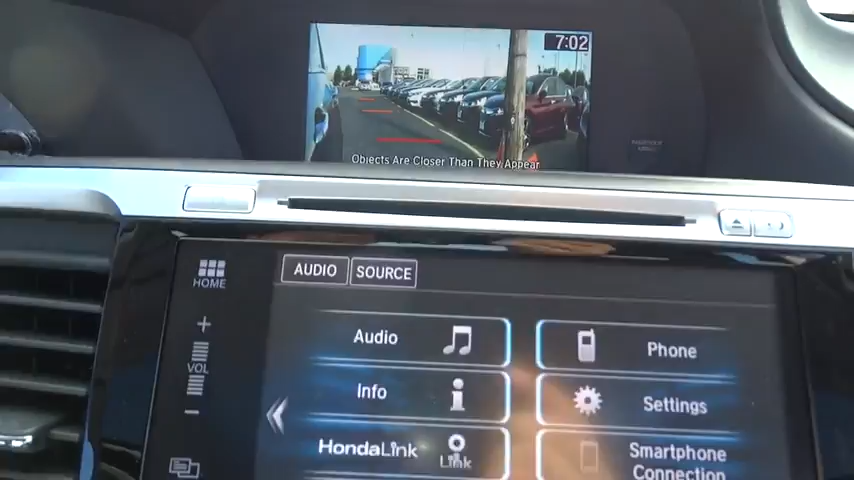 7:02
Objects Are Closer Than They Appear
HOME
AUDIO SOURCE
Audio
Phone
VOL
Info
Settings
HondaLink
Link
Smartphone
Connection